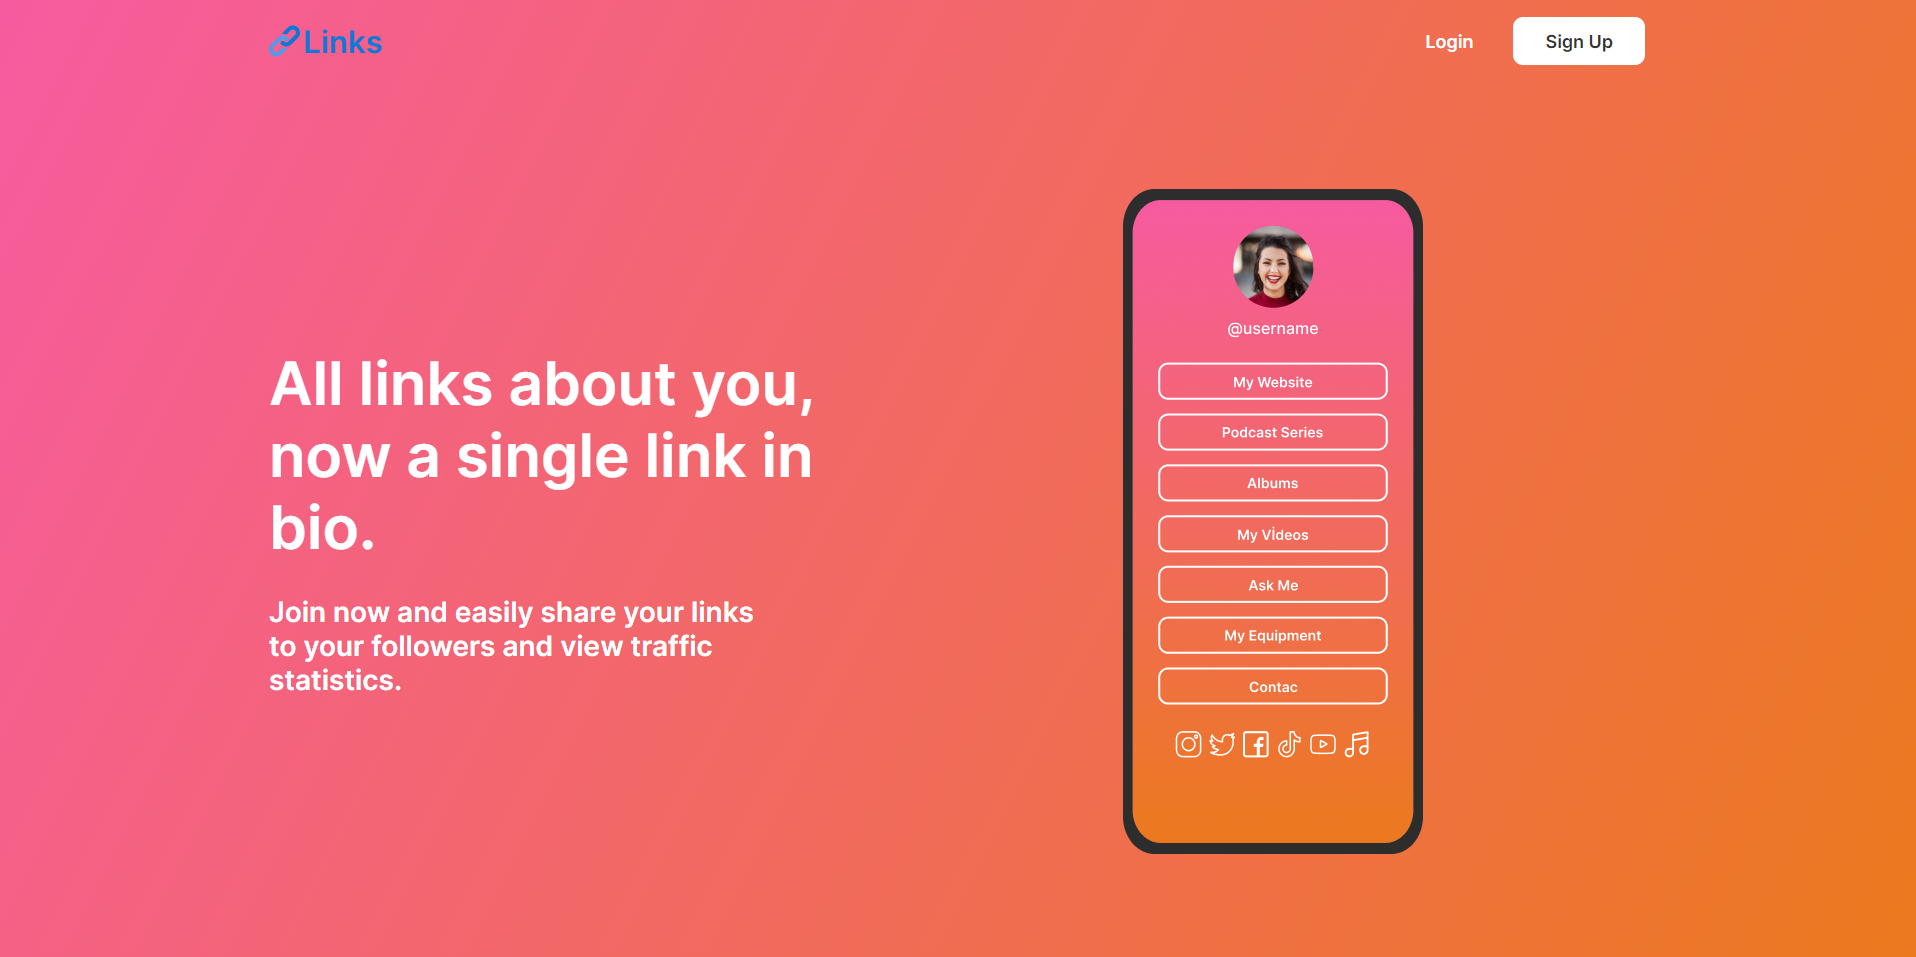 Links
Login
Sign Up
All links about you,
now a single link in
bio.
Join now and easily share your links
to your followers and view traffic
statistics.
@username
My Website
Podcast Series
Albums
My Vİdeos
Ask Me
My Equipment
Contac